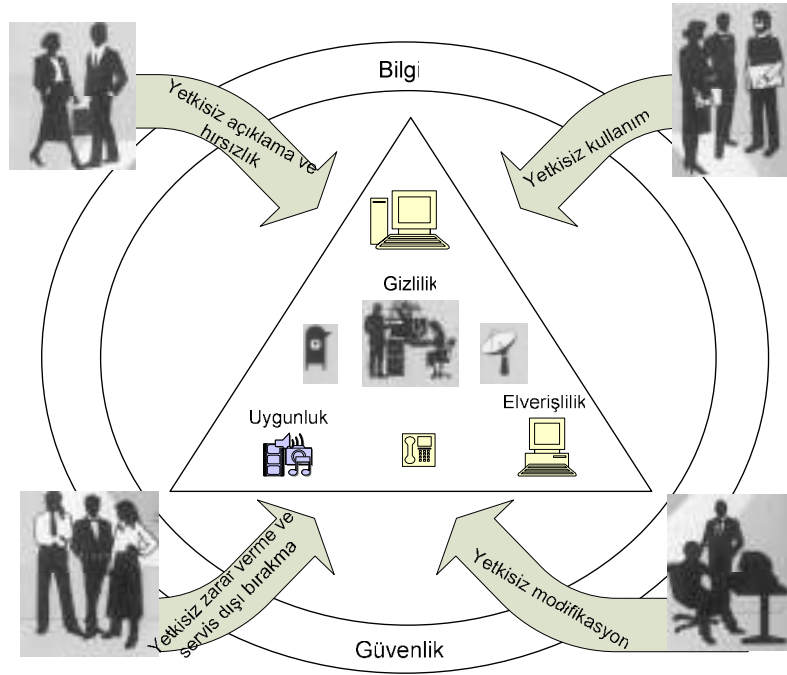 Bilgi
Yetkisiz açıklama ve
hırsızlık
Yetkisiz kullanım
Gizlilik
Uygunluk
Elverişlilik
Yetkisiz zarar verme ve
servis dışı bırakma
Yetkisiz modifikasyon
Güvenlik